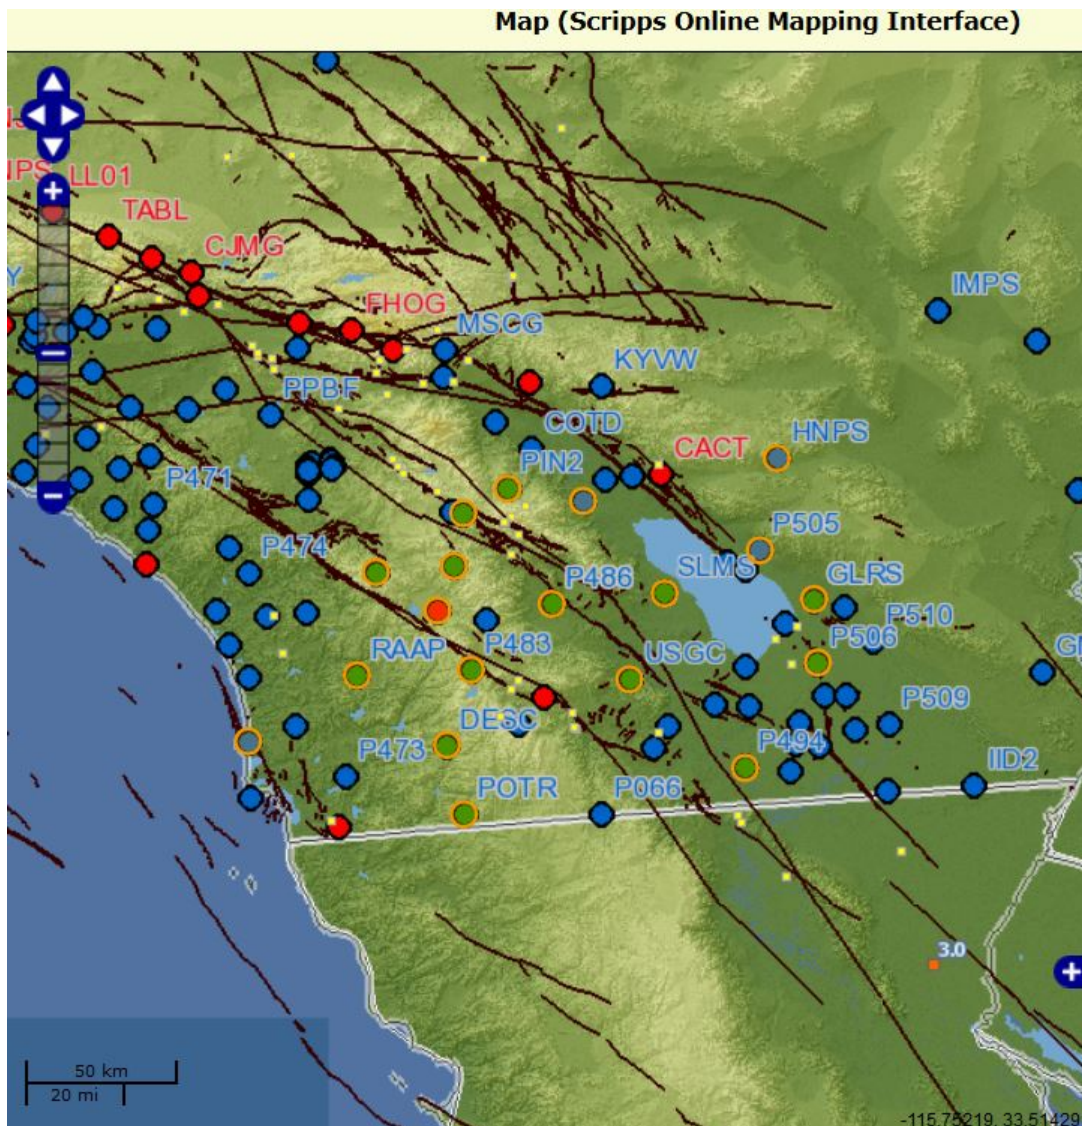 Map (Scripps Online Mapping Interface)
NPS
LL01
TABL
CJMG
IMPS
FHOG
MSCG
KYVW
PPBF
COTD
CACT
HNPS
PIN2
P471
P505
P474
SLMS
GLRS
P486
P510
P506
RAAP
P483
USGC
P509
DESC
P473
P494
IID2
POTR
P066
3.0
50 km
20 mi
-115.75219, 33.51429